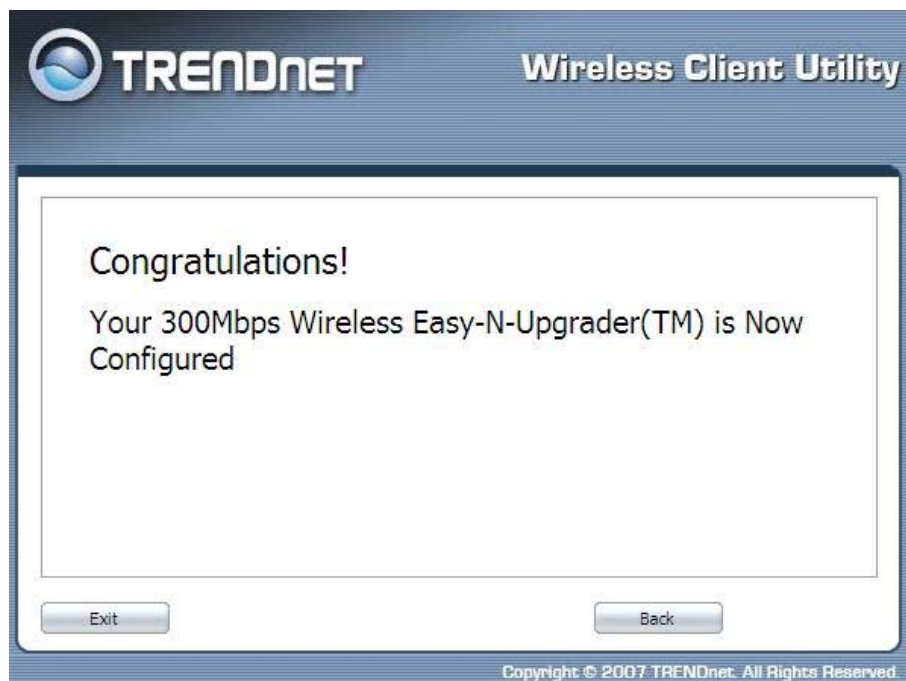 TRENDNET
Wireless Client Utility
Congratulations!
Your 300Mbps Wireless Easy-N-Upgrader(TM) is Now
Configured
Exit
Back
Copyright © 2007 TRENDnet. All Rights Reserved.